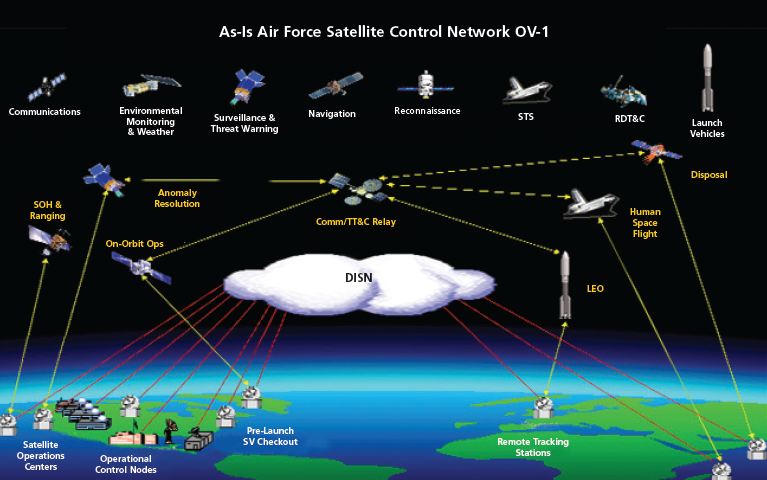 As-Is Air Force Satellite Control Network OV-1
Communications
Environmental
Monitoring
& Weather
Surveillance &
Threat Warning
Navigation
Reconnaissance
STS
RDT&C
Launch
Vehicles
SOH &
Ranging
Anomaly
Resolution
Comm/TT&C Relay
Disposal
Human
Space
Flight
On-Orbit Ops
DISN
LEO
Satellite
Operations
Centers
Operational
Control Nodes
Pre-Launch
SV Checkout
Remote Tracking
Stations